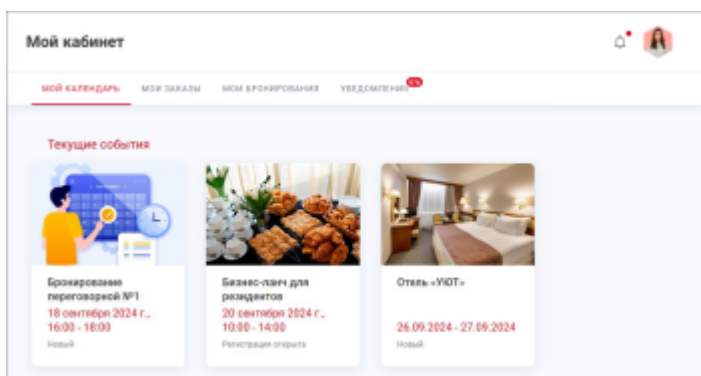 Мой кабинет
МОЙ КАЛЕНДАРЬ МОИ ЗАКАЗЫ МОИ БРОНИРОВАНИЯ УВЕДОМЛЕНИЯ
Текущие события
Бронирование
переговорной №1
18 сентября 2024 г.,
16:00 - 18:00
Новый
Бизнес-ланч для
резидентов
20 сентября 2024 г.,
10:00 - 14:00
Регистрация открыта
Отель «УЮТ»
26.09.2024 - 27.09.2024
Новый